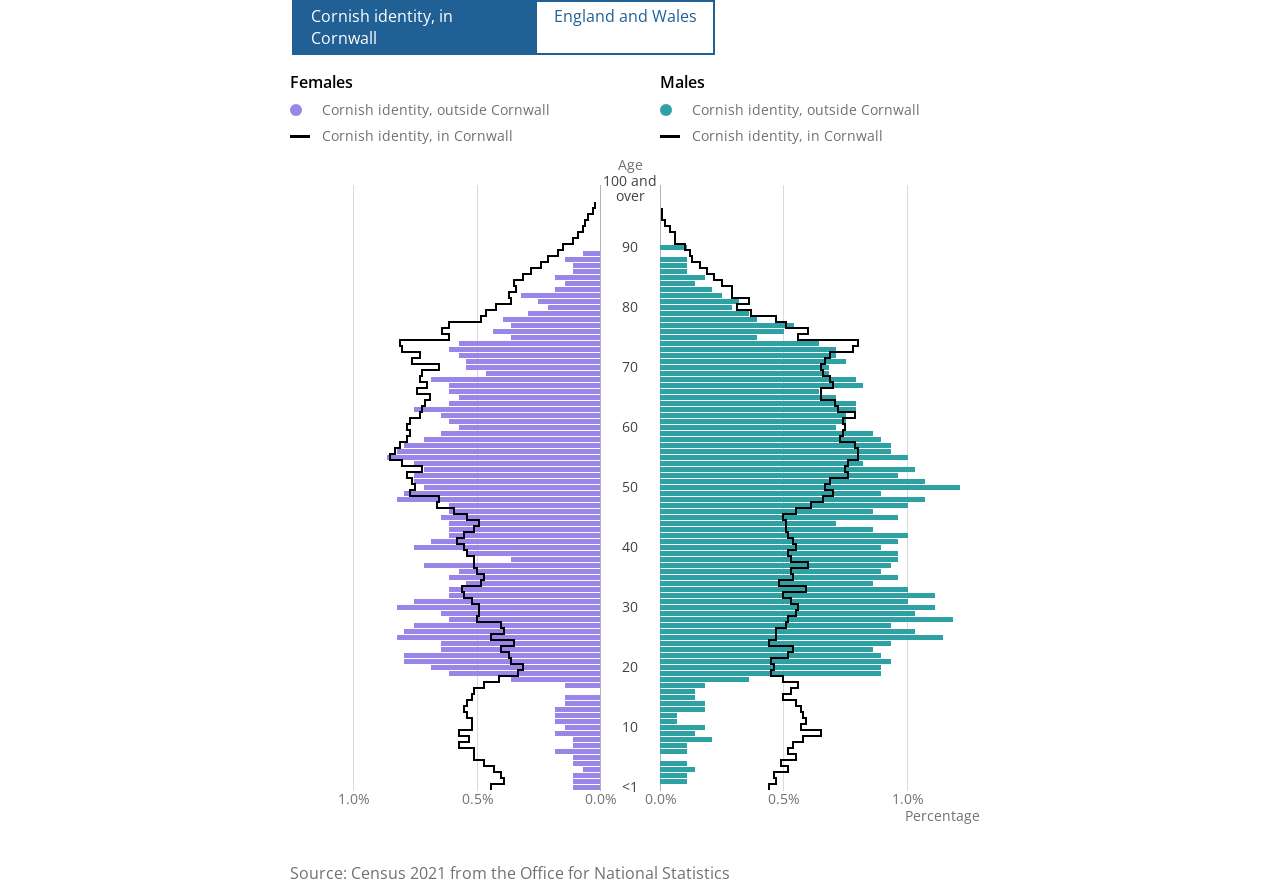 Cornish identity, in
Cornwall
England and Wales
Females
Cornish identity, outside Cornwall
Cornish identity, in Cornwall
Males
Cornish identity, outside Cornwall
Cornish identity, in Cornwall
Age
100 and
over
90
80
70
60
50
40
30
20
10
<1
1.0%
0.5%
0.0%
0.0%
0.5%
1.0%
Percentage
Source: Census 2021 from the Office for National Statistics